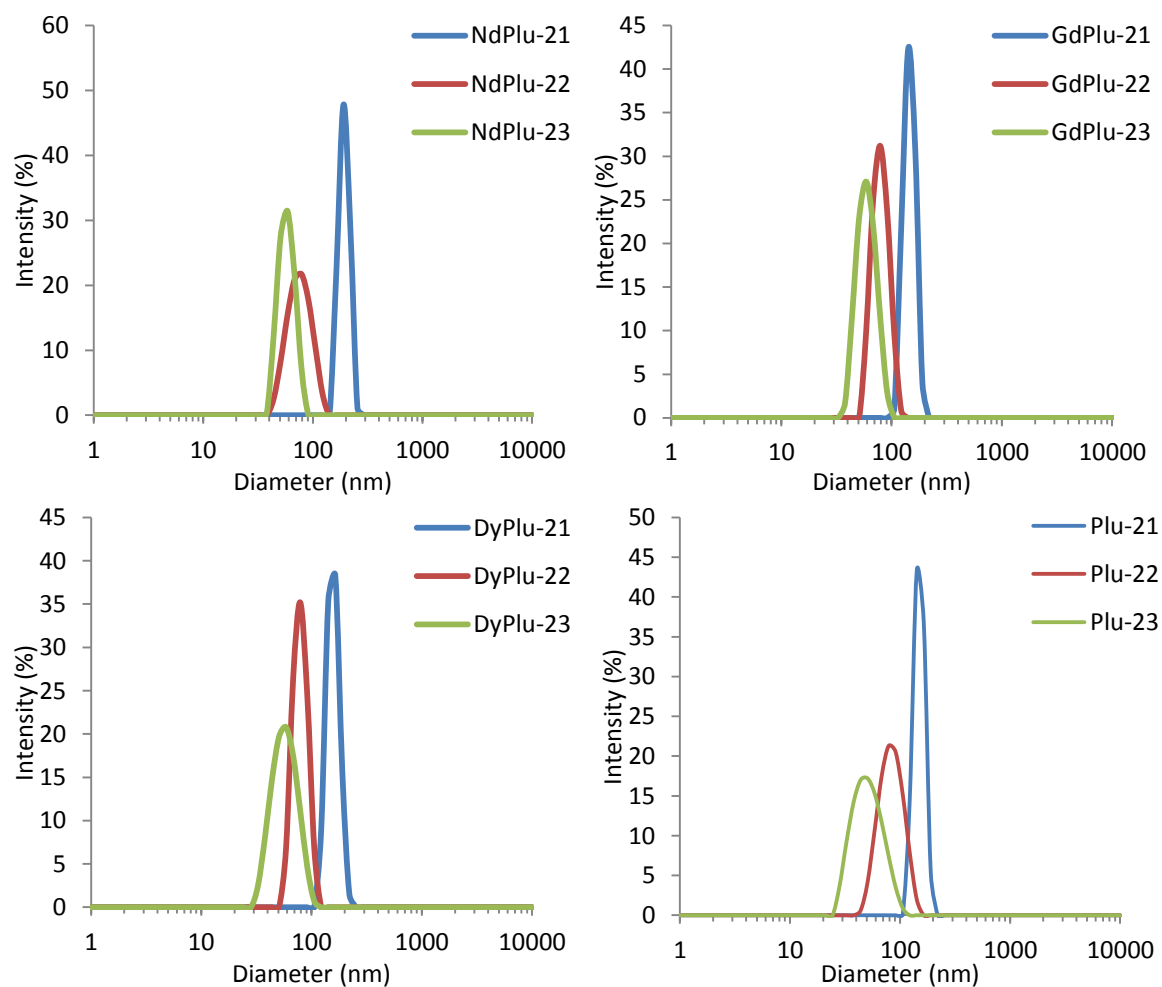 60
50
40
30
20
10
0
Intensity (%)
NdPlu-21
NdPlu-22
NdPlu-23
1 10 100 1000 10000
Diameter (nm)
45
40
35
30
25
20
15
10
5
0
Intensity (%)
GdPlu-21
GdPlu-22
GdPlu-23
1 10 100 1000 10000
Diameter (nm)
45
40
35
30
25
20
15
10
5
0
Intensity (%)
DyPlu-21
DyPlu-22
DyPlu-23
1 10 100 1000 10000
Diameter (nm)
50
45
40
35
30
25
20
15
10
5
0
Intensity (%)
Plu-21
Plu-22
Plu-23
1 10 100 1000 10000
Diameter (nm)